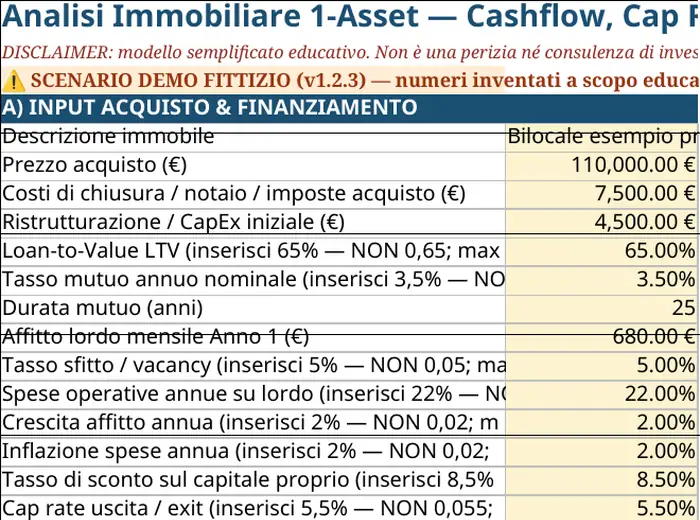 Analisi Immobiliare 1-Asset — Cashflow, Cap
DISCLAIMER: modello semplificato educativo. Non è una perizia né consulenza di inves
⚠️ SCENARIO DEMO FITTIZIO (v1.2.3) — numeri inventati a scopo educa
A) INPUT ACQUISTO & FINANZIAMENTO
Descrizione immobile Bilocale esempio pr
Prezzo acquisto (€) 110,000.00 €
Costi di chiusura / notaio / imposte acquisto (€) 7,500.00 €
Ristrutturazione / CapEx iniziale (€) 4,500.00 €
Loan-to-Value LTV (inserisci 65% — NON 0,65; max 65.00%
Tasso mutuo annuo nominale (inserisci 3,5% — NO 3.50%
Durata mutuo (anni) 25
Affitto lordo mensile Anno 1 (€) 680.00 €
Tasso sfitto / vacancy (inserisci 5% — NON 0,05; ma 5.00%
Spese operative annue su lordo (inserisci 22% — NO 22.00%
Crescita affitto annua (inserisci 2% — NON 0,02; m 2.00%
Inflazione spese annua (inserisci 2% — NON 0,02; 2.00%
Tasso di sconto sul capitale proprio (inserisci 8,5% 8.50%
Cap rate uscita / exit (inserisci 5,5% — NON 0,055; 5.50%